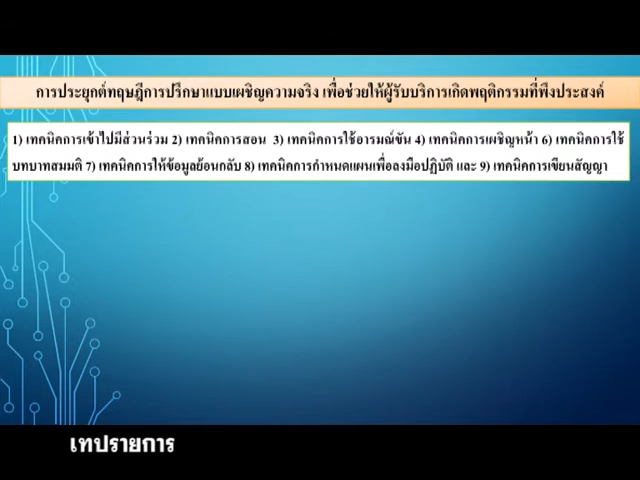 การประยุกต์ทฤษฎีการปรึกษาแบบเผชิญความจริง เพื่อช่วยให้ผู้รับบริการเกิดพฤติกรรมที่พึงประสงค์
1) เทคนิคการเข้าไปมีส่วนร่วม 2) เทคนิคการสอน 3) เทคนิคการใช้อารมณ์ขัน 4) เทคนิคการเผชิญหน้า 6) เทคนิคการใช้
บทบาทสมมติ 7) เทคนิคการให้ข้อมูลย้อนกลับ 8) เทคนิคการกำหนดแผนเพื่อลงมือปฏิบัติ และ 9) เทคนิคการเขียนสัญญา
เทปรายการ